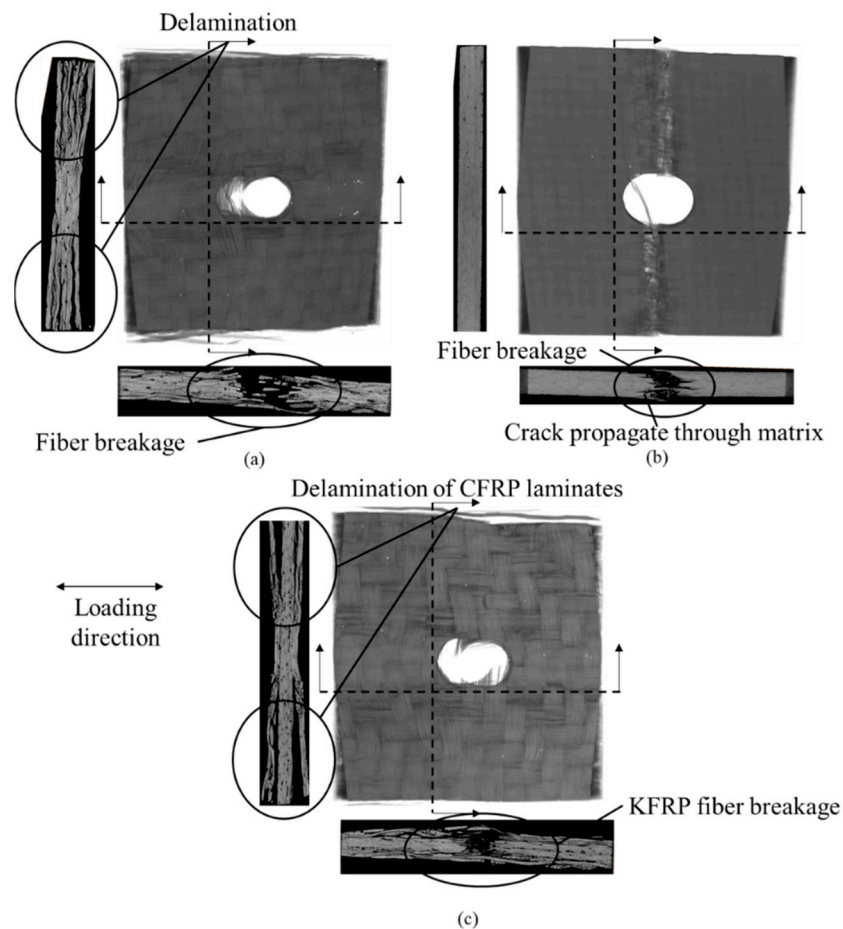 Delamination
Fiber breakage
(a)
Fiber breakage
Crack propagate through matrix
(b)
Delamination of CFRP laminates
Loading
direction
KFRP fiber breakage
(c)